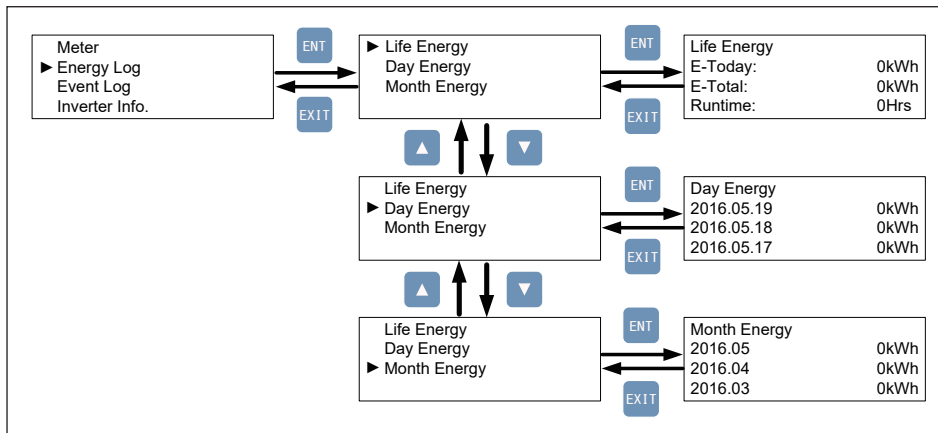 Meter
► Energy Log
Event Log
Inverter Info.
ENT
EXIT
► Life Energy
Day Energy
Month Energy
ENT
EXIT
Life Energy
E-Today: 0kWh
E-Total: 0kWh
Runtime: 0Hrs
▲ ▼
Life Energy
► Day Energy
Month Energy
ENT
EXIT
Day Energy
2016.05.19 0kWh
2016.05.18 0kWh
2016.05.17 0kWh
▲ ▼
Life Energy
Day Energy
► Month Energy
ENT
EXIT
Month Energy
2016.05 0kWh
2016.04 0kWh
2016.03 0kWh